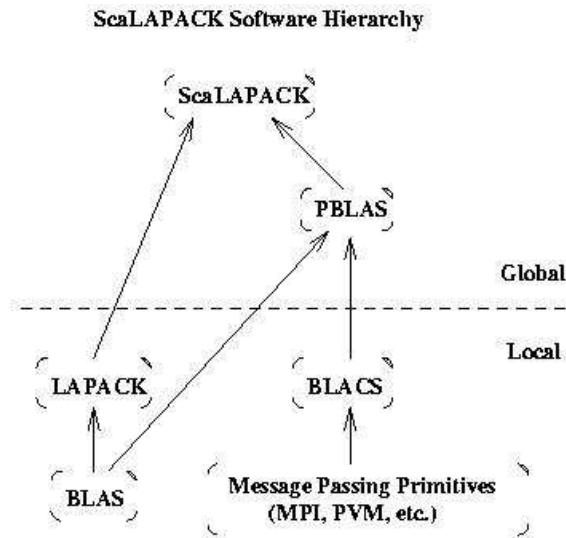 ScaLAPACK Software Hierarchy
ScaLAPACK
PBLAS
Global
Local
LAPACK
BLACS
BLAS
Message Passing Primitives
(MPI, PVM, etc.)